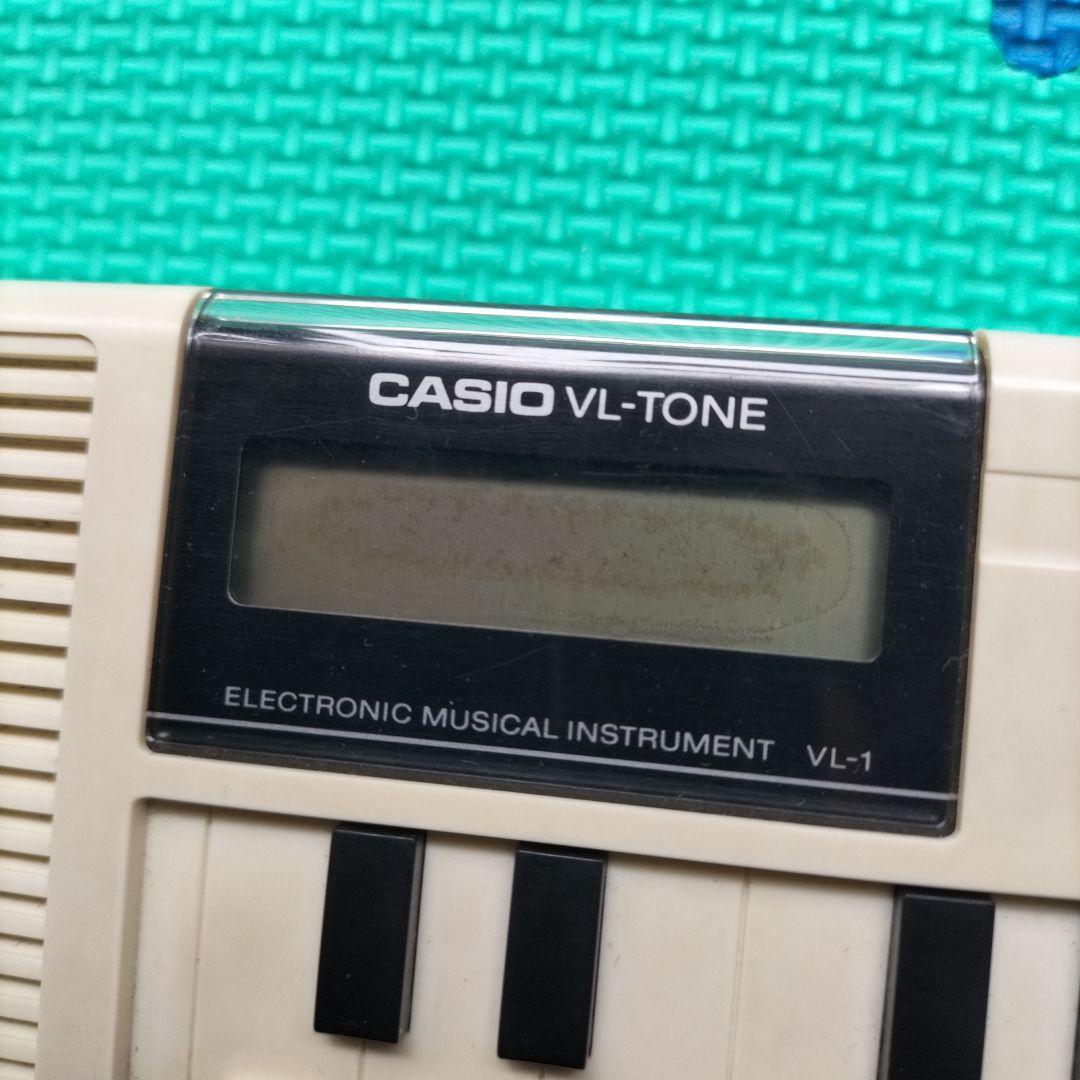 CASIO VL-TONE
ELECTRONIC MUSICAL INSTRUMENT VL-1